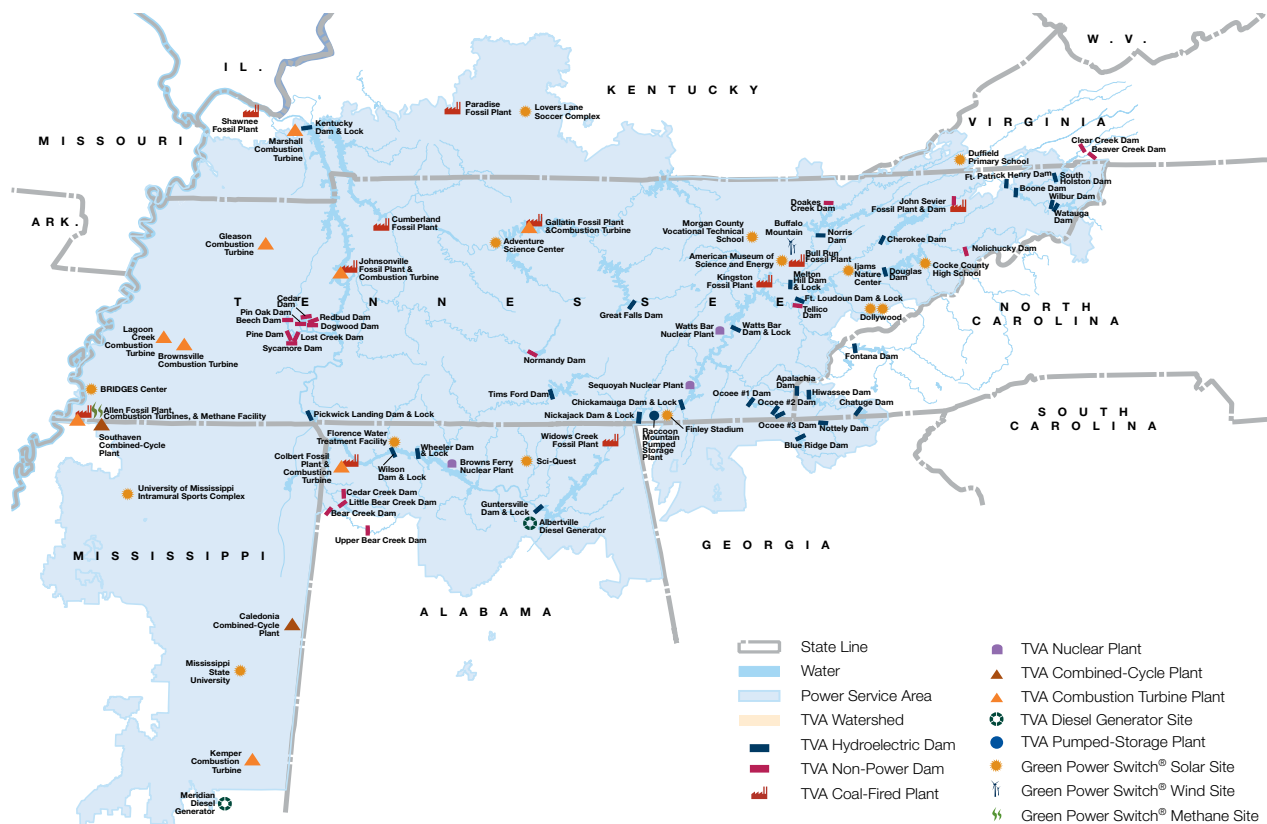 W. V.
IL.
KENTUCKY
Paradise
Fossil Plant
Lovers Lane
Soccer Complex
Shawnee
Fossil Plant
Kentucky
Dam & Lock
Marshall
Combustion
Turbine
MISSOURI
VIRGINIA
Clear Creek Dam
Beaver Creek Dam
Duffield
Primary School
Ft. Patrick Henry Dam
South
Holston Dam
Boone Dam
Wilbur Dam
Watauga
Dam
ARK.
Doakes
Creek Dam
John Sevier
Fossil Plant & Dam
Cumberland
Fossil Plant
Gallatin Fossil Plant
&Combustion Turbine
Morgan County
Vocational Technical
School
Buffalo
Mountain
Norris
Dam
Cherokee Dam
Nolichucky Dam
Gleason
Combustion
Turbine
Adventure
Science Center
American Museum of
Science and Energy
Bull Run
Fossil Plant
Johnsonville
Fossil Plant &
Combustion Turbine
Kingston
Fossil Plant
Melton
Hill Dam
& Lock
Ijams
Nature
Center
Douglas
Dam
Cocke County
High School
TENNESSEE
Ft. Loudoun Dam & Lock
Tellico
Dam
Dollywood
NORTH
CAROLINA
Cedar
Dam
Pin Oak Dam
Beech Dam
Redbud Dam
Dogwood Dam
Pine Dam
Lost Creek Dam
Sycamore Dam
Great Falls Dam
Watts Bar
Nuclear Plant
Watts Bar
Dam & Lock
Lagoon
Creek
Combustion
Turbine
Brownsville
Combustion Turbine
Normandy Dam
Fontana Dam
BRIDGES Center
Tims Ford Dam
Sequoyah Nuclear Plant
Apalachia
Dam
Hiwassee Dam
Chickamauga Dam & Lock
Ocoee #1 Dam
Ocoee #2 Dam
Chatuge Dam
Allen Fossil Plant,
Combustion Turbines, & Methane Facility
Pickwick Landing Dam & Lock
Nickajack Dam & Lock
Ocoee #3 Dam
Nottely Dam
SOUTH
CAROLINA
Southaven
Combined-Cycle
Plant
Florence Water
Treatment Facility
Wheeler Dam
& Lock
Widows Creek
Fossil Plant
Raccoon
Mountain
Pumped
Storage
Plant
Finley Stadium
Blue Ridge Dam
Colbert Fossil
Plant &
Combustion
Turbine
Wilson
Dam & Lock
Browns Ferry
Nuclear Plant
Sci-Quest
University of Mississippi
Intramural Sports Complex
Cedar Creek Dam
Little Bear Creek Dam
Bear Creek Dam
Guntersville
Dam & Lock
Albertville
Diesel Generator
Upper Bear Creek Dam
MISSISSIPPI
GEORGIA
ALABAMA
Caledonia
Combined-Cycle
Plant
Mississippi
State
University
Kemper
Combustion
Turbine
Meridian
Diesel
Generator
State Line
Water
Power Service Area
TVA Watershed
TVA Hydroelectric Dam
TVA Non-Power Dam
TVA Coal-Fired Plant
TVA Nuclear Plant
TVA Combined-Cycle Plant
TVA Combustion Turbine Plant
TVA Diesel Generator Site
TVA Pumped-Storage Plant
Green Power Switch® Solar Site
Green Power Switch® Wind Site
Green Power Switch® Methane Site